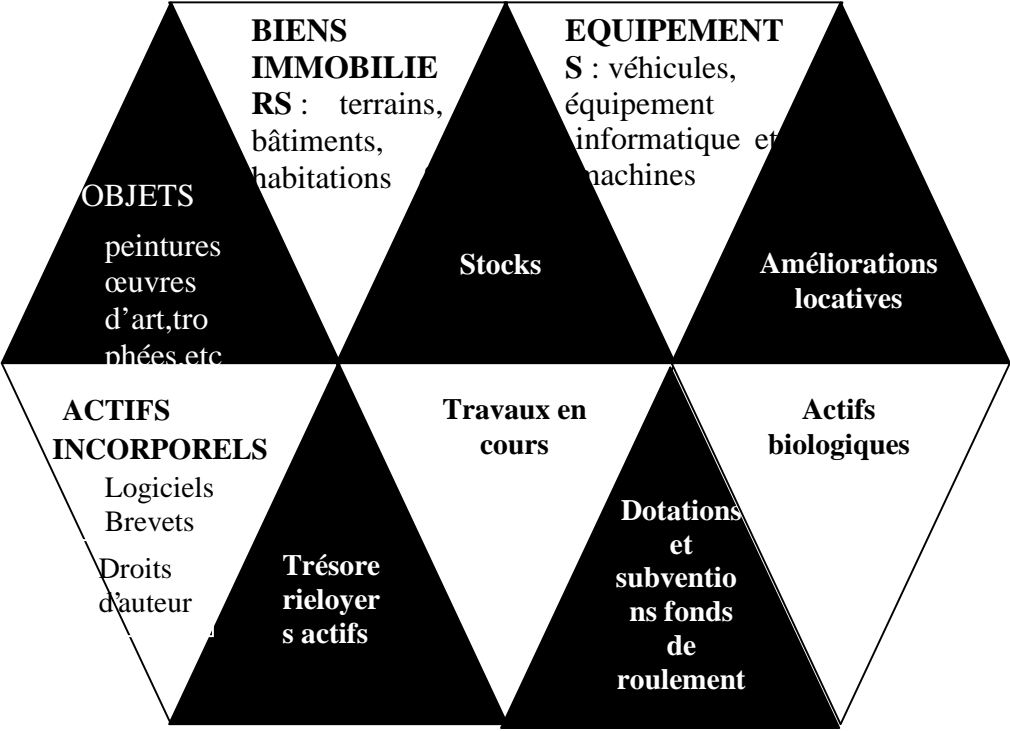 BIENS
IMMOBILIE
RS : terrains,
bâtiments,
habitations
EQUIPEMENT
S : véhicules,
équipement
informatique et
machines
OBJETS
peintures
œuvres
d’art,tro
phées,etc
Stocks
Améliorations
locatives
ACTIFS
INCORPORELS
Logiciels
Brevets
Droits
d’auteur
Trésore
rieloyer
s actifs
Travaux en
cours
Dotations
et
subventio
ns fonds
de
roulement
Actifs
biologiques